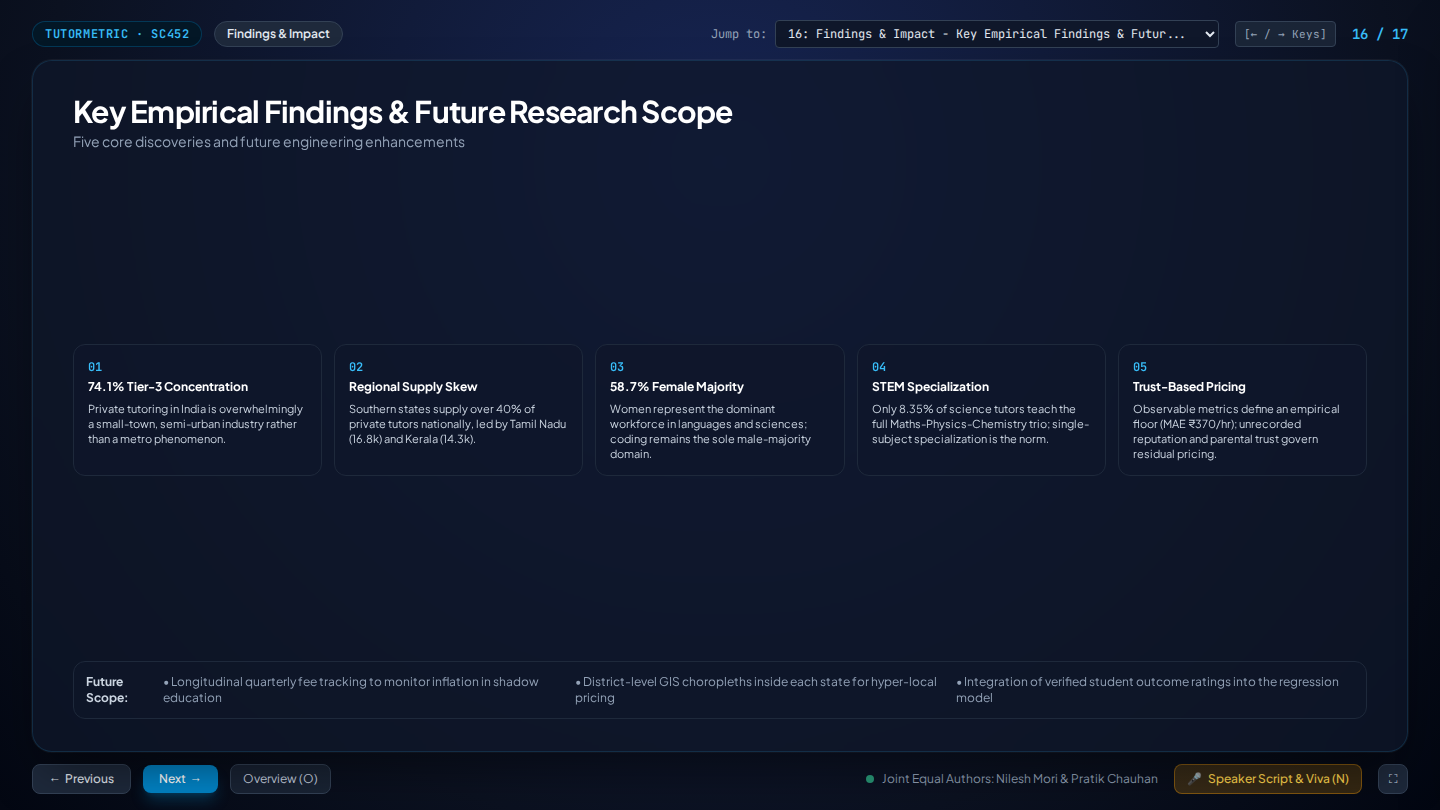 TUTORMETRIC · SC452
Findings & Impact
Jump to:
16: Findings & Impact - Key Empirical Findings & Futur...
[← / → Keys]
16 / 17
Key Empirical Findings & Future Research Scope
Five core discoveries and future engineering enhancements
01
74.1% Tier-3 Concentration
Private tutoring in India is overwhelmingly
a small-town, semi-urban industry rather
than a metro phenomenon.
02
Regional Supply Skew
Southern states supply over 40% of
private tutors nationally, led by Tamil Nadu
(16.8k) and Kerala (14.3k).
03
58.7% Female Majority
Women represent the dominant
workforce in languages and sciences;
coding remains the sole male-majority
domain.
04
STEM Specialization
Only 8.35% of science tutors teach the
full Maths-Physics-Chemistry trio; single-
subject specialization is the norm.
05
Trust-Based Pricing
Observable metrics define an empirical
floor (MAE ₹370/hr); unrecorded
reputation and parental trust govern
residual pricing.
Future
Scope:
• Longitudinal quarterly fee tracking to monitor inflation in shadow
education
• District-level GIS choropleths inside each state for hyper-local
pricing
• Integration of verified student outcome ratings into the regression
model
← Previous
Next →
Overview (O)
Joint Equal Authors: Nilesh Mori & Pratik Chauhan
🎤 Speaker Script & Viva (N)